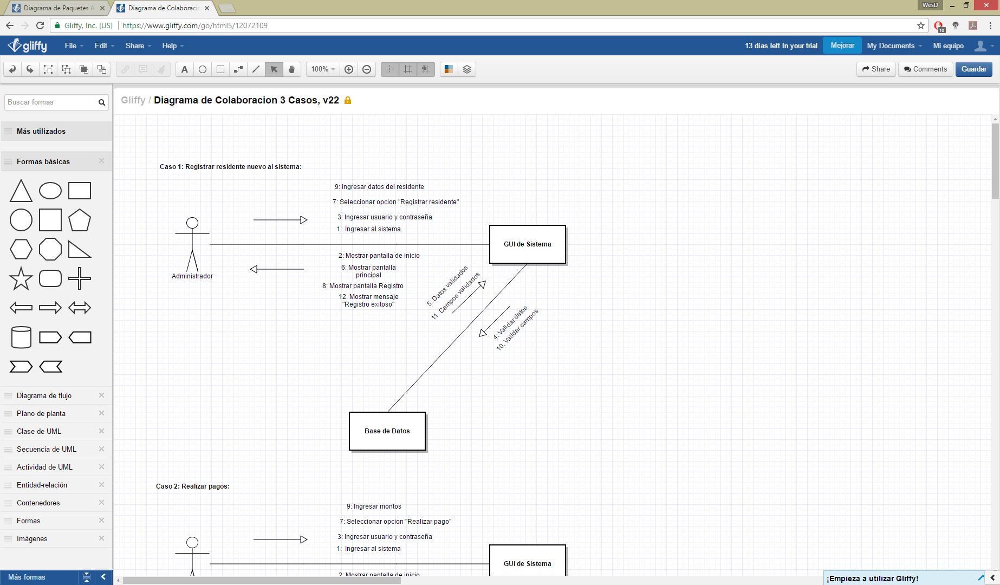 Diagrama de Paquetes A
Diagrama de Colaboraci
WesD
Gliffy, Inc. [US]
https://www.gliffy.com/go/html5/12072109
10
gliffy
File
Edit
Share
Help
13 días left In your trial
Mejorar
My Documents
Mi equipo
A
100%
Share
Comments
Guardar
Buscar formas
Gliffy / Diagrama de Colaboracion 3 Casos, v22
Más utilizados
Formas básicas
Diagrama de flujo
Plano de planta
Clase de UML
Secuencia de UML
Actividad de UML
Entidad-relación
Contenedores
Formas
Imágenes
Más formas
Caso 1: Registrar residente nuevo al sistema:
9: Ingresar datos del residente
7: Seleccionar opcion "Registrar residente"
3: Ingresar usuario y contraseña
1: Ingresar al sistema
Administrador
GUI de Sistema
2: Mostrar pantalla de inicio
6: Mostrar pantalla
principal
8: Mostrar pantalla Registro
12. Mostrar mensaje
"Registro exitoso"
5: Datos validados
11. Campos validados
4: Validar datos
10. Validar campos
Base de Datos
Caso 2: Realizar pagos:
9: Ingresar montos
7: Seleccionar opcion "Realizar pago"
3: Ingresar usuario y contraseña
1: Ingresar al sistema
GUI de Sistema
2: Mostrar pantalla de inicio
¡Empieza a utilizar Gliffy!